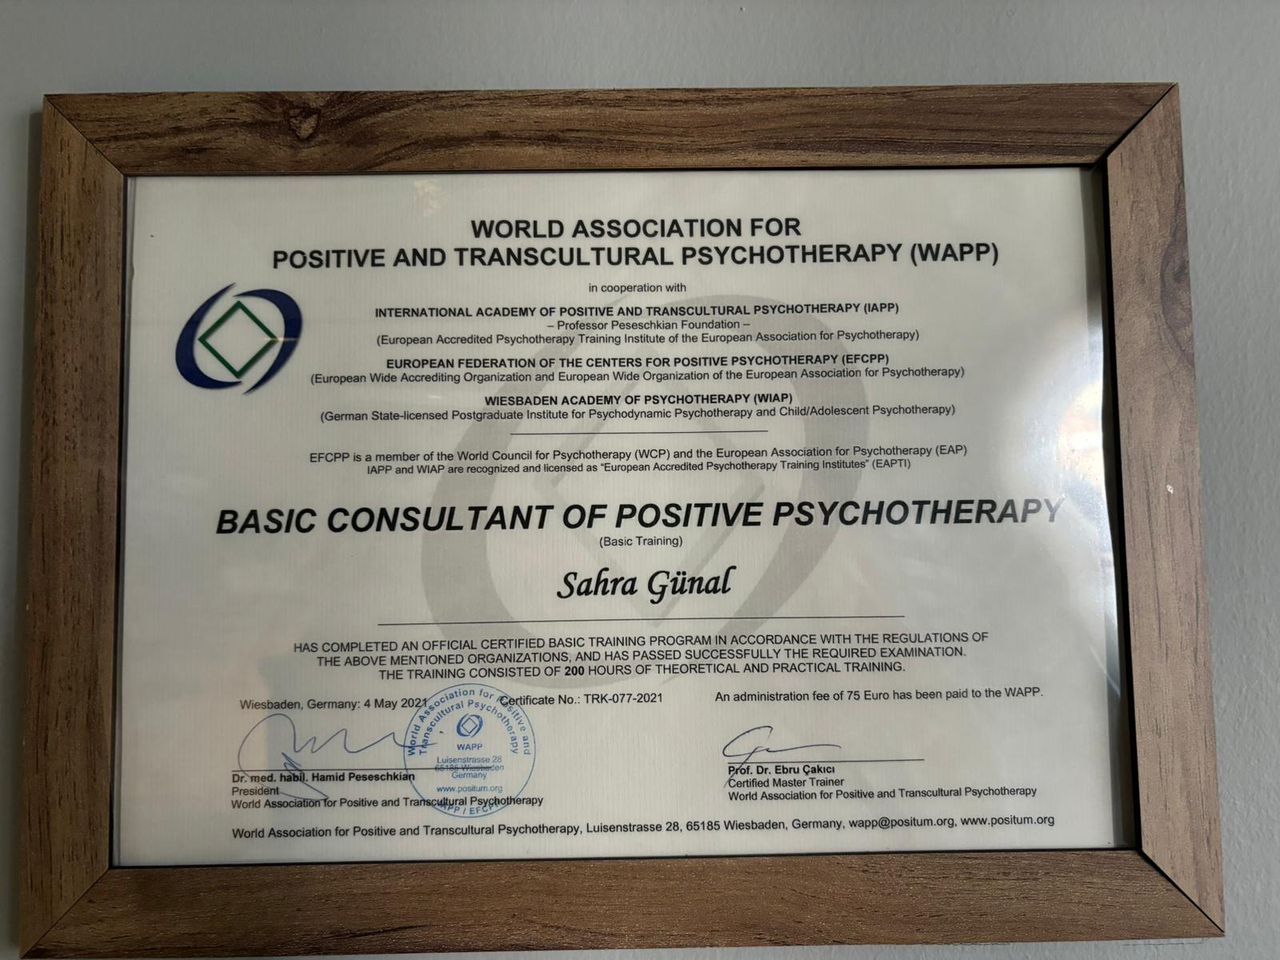 WORLD ASSOCIATION FOR
POSITIVE AND TRANSCULTURAL PSYCHOTHERAPY (WAPP)
in cooperation with
INTERNATIONAL ACADEMY OF POSITIVE AND TRANSCULTURAL PSYCHOTHERAPY (IAPP)
– Professor Peseschkian Foundation –
(European Accredited Psychotherapy Training Institute of the European Association for Psychotherapy)
EUROPEAN FEDERATION OF THE CENTERS FOR POSITIVE PSYCHOTHERAPY (EFCPP)
(European Wide Accrediting Organization and European Wide Organization of the European Association for Psychotherapy)
WIESBADEN ACADEMY OF PSYCHOTHERAPY (WIAP)
(German State-licensed Postgraduate Institute for Psychodynamic Psychotherapy and Child/Adolescent Psychotherapy)
EFCPP is a member of the World Council for Psychotherapy (WCP) and the European Association for Psychotherapy (EAP)
IAPP and WIAP are recognized and licensed as “European Accredited Psychotherapy Training Institutes” (EAPTI)
BASIC CONSULTANT OF POSITIVE PSYCHOTHERAPY
(Basic Training)
Sahra Günal
HAS COMPLETED AN OFFICIAL CERTIFIED BASIC TRAINING PROGRAM IN ACCORDANCE WITH THE REGULATIONS OF
THE ABOVE MENTIONED ORGANIZATIONS, AND HAS PASSED SUCCESSFULLY THE REQUIRED EXAMINATION.
THE TRAINING CONSISTED OF 200 HOURS OF THEORETICAL AND PRACTICAL TRAINING.
Wiesbaden, Germany: 4 May 2021, Certificate No.: TRK-077-2021 An administration fee of 75 Euro has been paid to the WAPP.
World Association for Positive and
Transcultural Psychotherapy
WAPP
Luisenstrasse 28
65185 Wiesbaden
Germany
www.positum.org
WAPP / EFCPP
Dr. med. habil. Hamid Peseschkian
President
World Association for Positive and Transcultural Psychotherapy
Prof. Dr. Ebru Çakıcı
Certified Master Trainer
World Association for Positive and Transcultural Psychotherapy
World Association for Positive and Transcultural Psychotherapy, Luisenstrasse 28, 65185 Wiesbaden, Germany, wapp@positum.org, www.positum.org